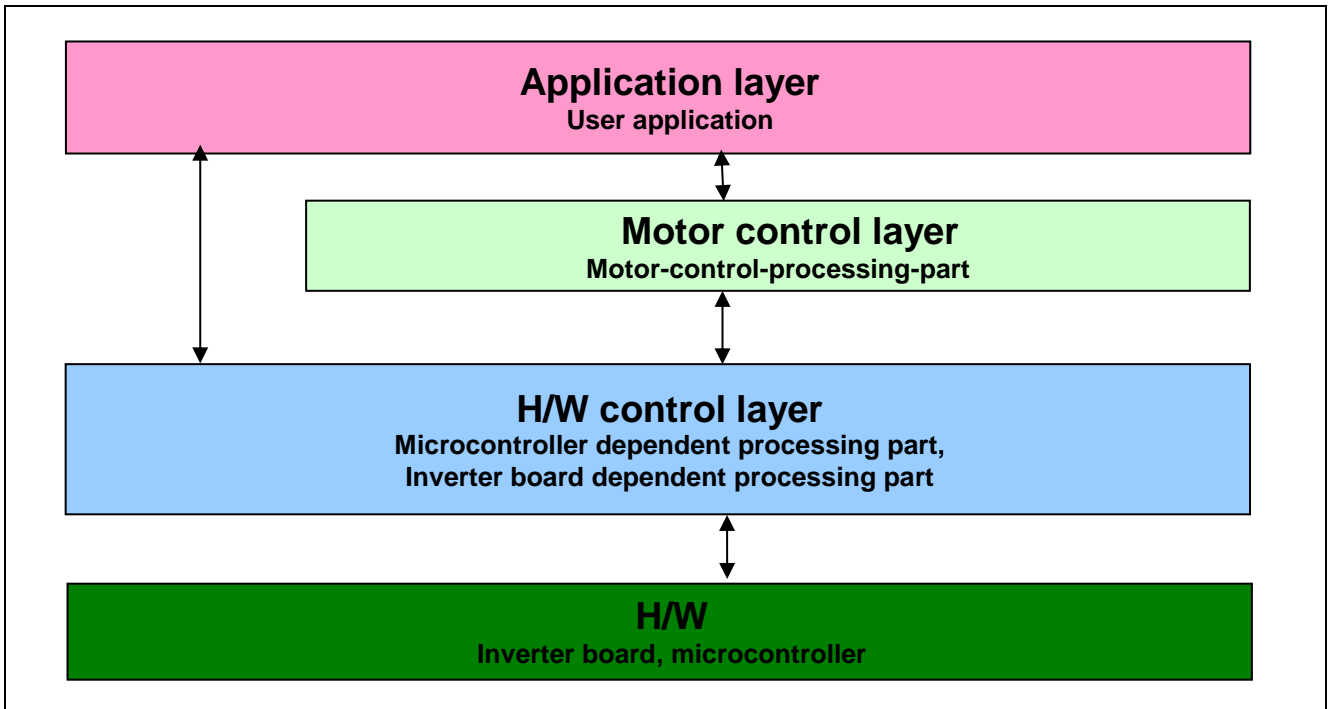 Application layer
User application
Motor control layer
Motor-control-processing-part
H/W control layer
Microcontroller dependent processing part,
Inverter board dependent processing part
H/W
Inverter board, microcontroller